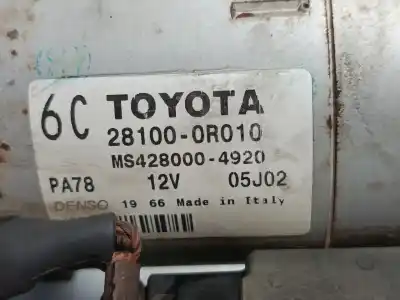 6C TOYOTA
28100-0R010
MS428000-4920
PA78 12V 05J02
DENSO 19 66 Made in Italy